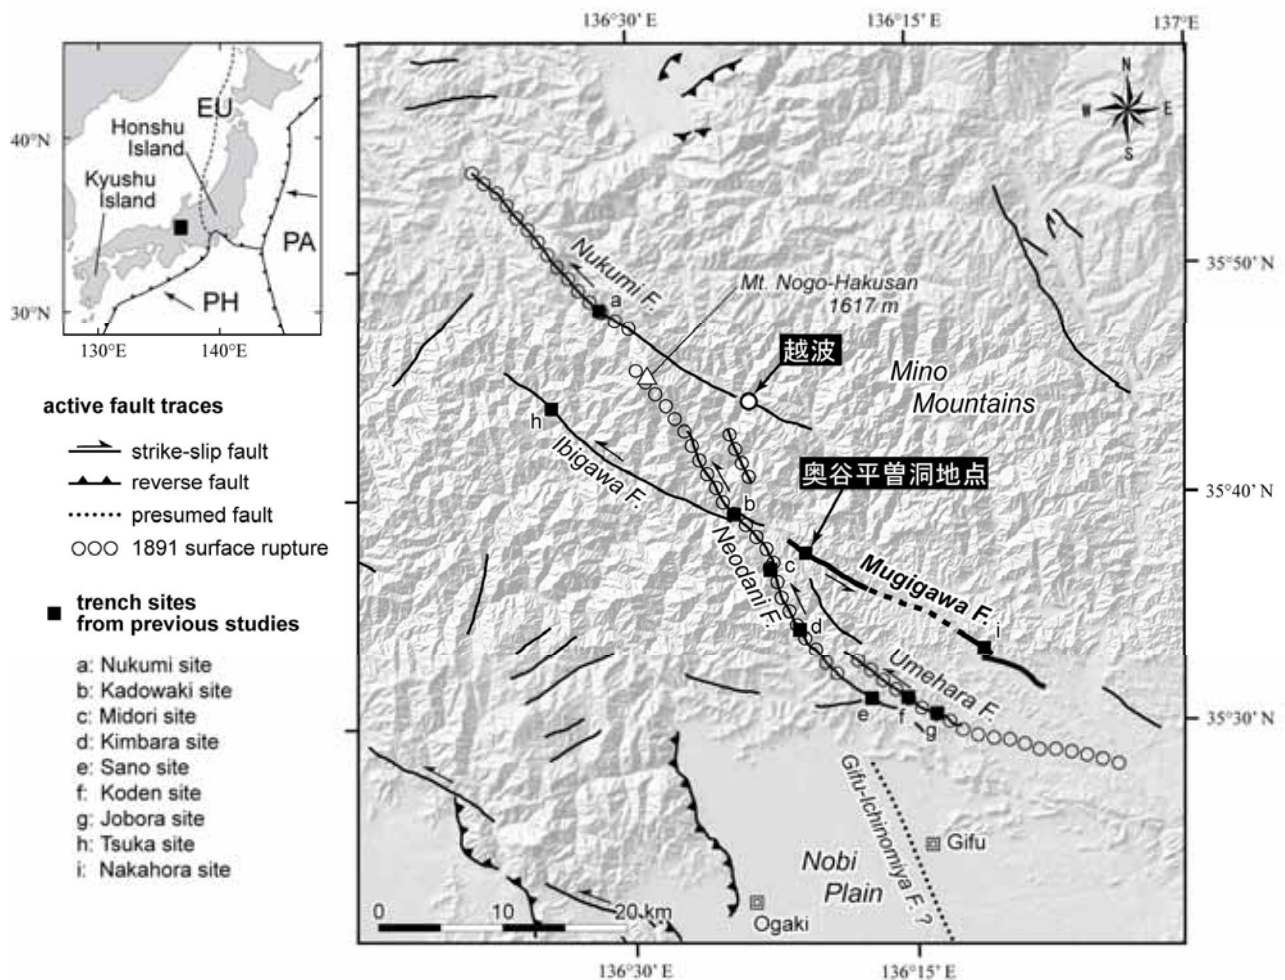 136°30′ E
136°15′ E
137°E
N
W
E
S
EU
Honshu
Island
40°N
Kyushu
Island
PA
PH
30°N
130°E
140°E
Nukumi F.
a
Mt. Nogo-Hakusan
1617 m
35°50′ N
越波
Mino
Mountains
active fault traces
strike-slip fault
reverse fault
presumed fault
1891 surface rupture
h
Ibigawa F.
奥谷平曽洞地点
35°40′ N
b
Neodani F.
c
Mugigawa F.
d
i
Umehara F.
e
f
g
35°30′ N
trench sites
from previous studies
a: Nukumi site
b: Kadowaki site
c: Midori site
d: Kimbara site
e: Sano site
f: Koden site
g: Jobora site
h: Tsuka site
i: Nakahora site
Gifu-Ichinomiya F. ?
Gifu
Nobi
Plain
Ogaki
0
10
20 km
136°30′ E
136°15′ E